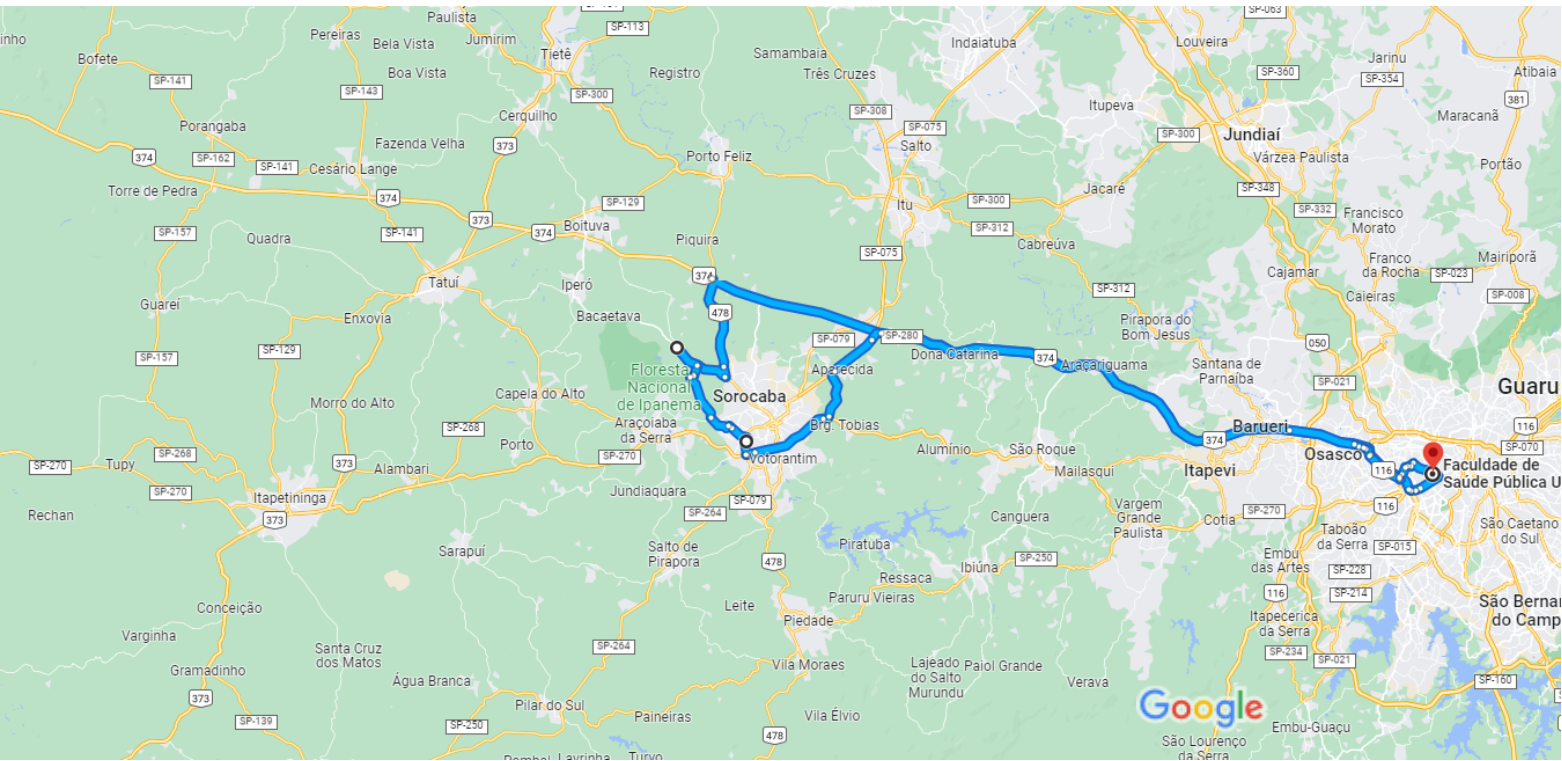 SP-063
Paulista
Pereiras
Bela Vista
Jumirim
SP-113
Indaiatuba
Louveira
inho
Bofete
Tietê
Samambaia
Jarinu
SP-141
Boa Vista
Registro
Três Cruzes
SP-360
SP-354
Atibaia
SP-143
SP-300
Itupeva
381
Cerquilho
SP-308
Maracanã
Porangaba
SP-075
SP-300
Jundiaí
374
SP-162
Fazenda Velha
373
Porto Feliz
Salto
Várzea Paulista
SP-141
Cesário Lange
Portão
Torre de Pedra
374
SP-129
Itu
SP-300
Jacaré
SP-348
SP-157
SP-141
373
374
Boituva
SP-312
SP-332
Francisco
Morato
Quadra
Piquira
SP-075
Cabreúva
Franco
da Rocha
Mairiporã
Tatuí
Iperó
374
SP-312
Cajamar
SP-023
Guareí
Bacaetava
478
Caieiras
SP-008
Enxovia
Pirapora do
Bom Jesus
SP-157
SP-129
SP-079
SP-280
Dona Catarina
374
Araçariguama
050
Floresta
Nacional
de Ipanema
Aparecida
Santana de
Parnaíba
SP-021
Guaru
Morro do Alto
Capela do Alto
Sorocaba
SP-268
Araçoiaba
da Serra
Brg. Tobias
Barueri
116
Porto
374
Osasco
SP-070
SP-270
Tupy
SP-268
373
Alambari
SP-270
Votorantim
Alumínio
São Roque
Mailasqui
Itapevi
116
Faculdade de
Saúde Pública U
SP-270
Itapetininga
Jundiaquara
SP-079
Rechan
373
SP-264
Canguera
Vargem
Grande
Paulista
Cotia
SP-270
116
São Caetano
do Sul
Sarapuí
Salto de
Pirapora
Piratuba
Taboão
da Serra
SP-015
478
Ibiúna
SP-250
Embu
das Artes
SP-228
Ressaca
116
SP-214
Conceição
Leite
Paruru
Vieiras
São Bernar
do Camp
Varginha
Piedade
Itapecerica
da Serra
Santa Cruz
dos Matos
SP-264
SP-234
SP-021
Gramadinho
Vila Moraes
Lajeado
do Salto
Murundu
Paiol Grande
Verava
SP-160
373
Água Branca
SP-139
Pilar do Sul
Paineiras
Vila Élvio
Google
Embu-Guaçu
SP-250
478
São Lourenço
da Serra
Lavrinha
Turvo